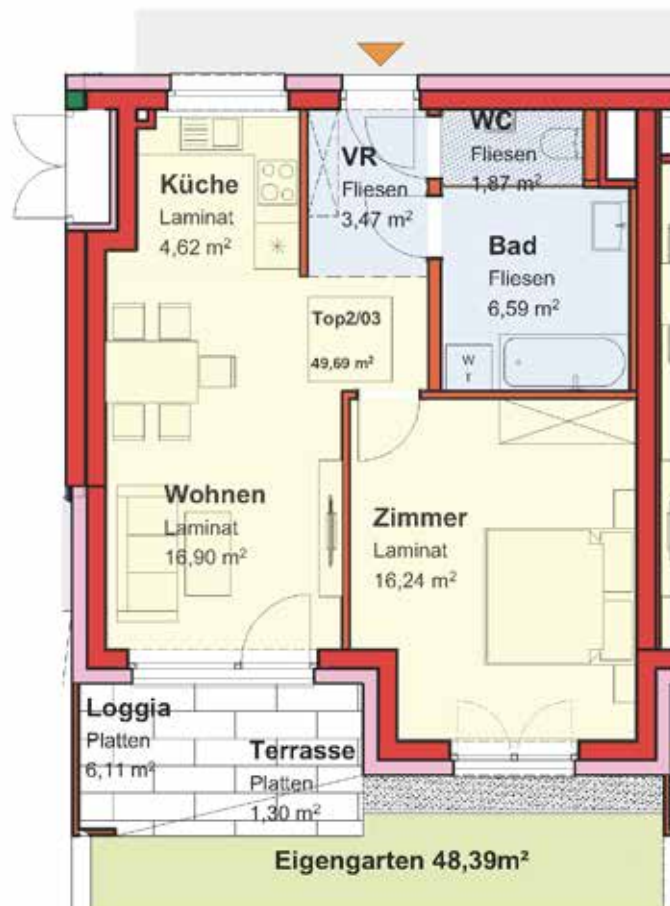 WC
Fliesen
1,87 m²
VR
Fliesen
3,47 m²
Küche
Laminat
4,62 m²
Bad
Fliesen
6,59 m²
Top2/03
49,69 m²
W
T
Wohnen
Laminat
16,90 m²
Zimmer
Laminat
16,24 m²
Loggia
Platten
6,11 m²
Terrasse
Platten
1,30 m²
Eigengarten 48,39m²